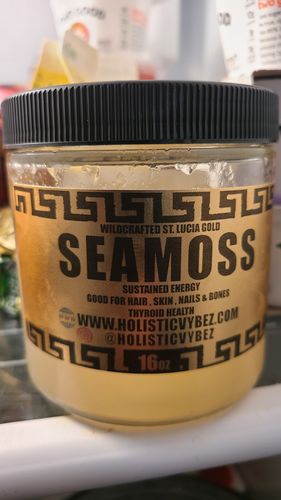 WILDCRAFTED ST. LUCIA GOLD
SEAMOSS
SUSTAINED ENERGY
GOOD FOR HAIR , SKIN , NAILS & BONES
THYROID HEALTH
WWW.HOLISTICVYBEZ.COM
@HOLISTICVYBEZ
16oz